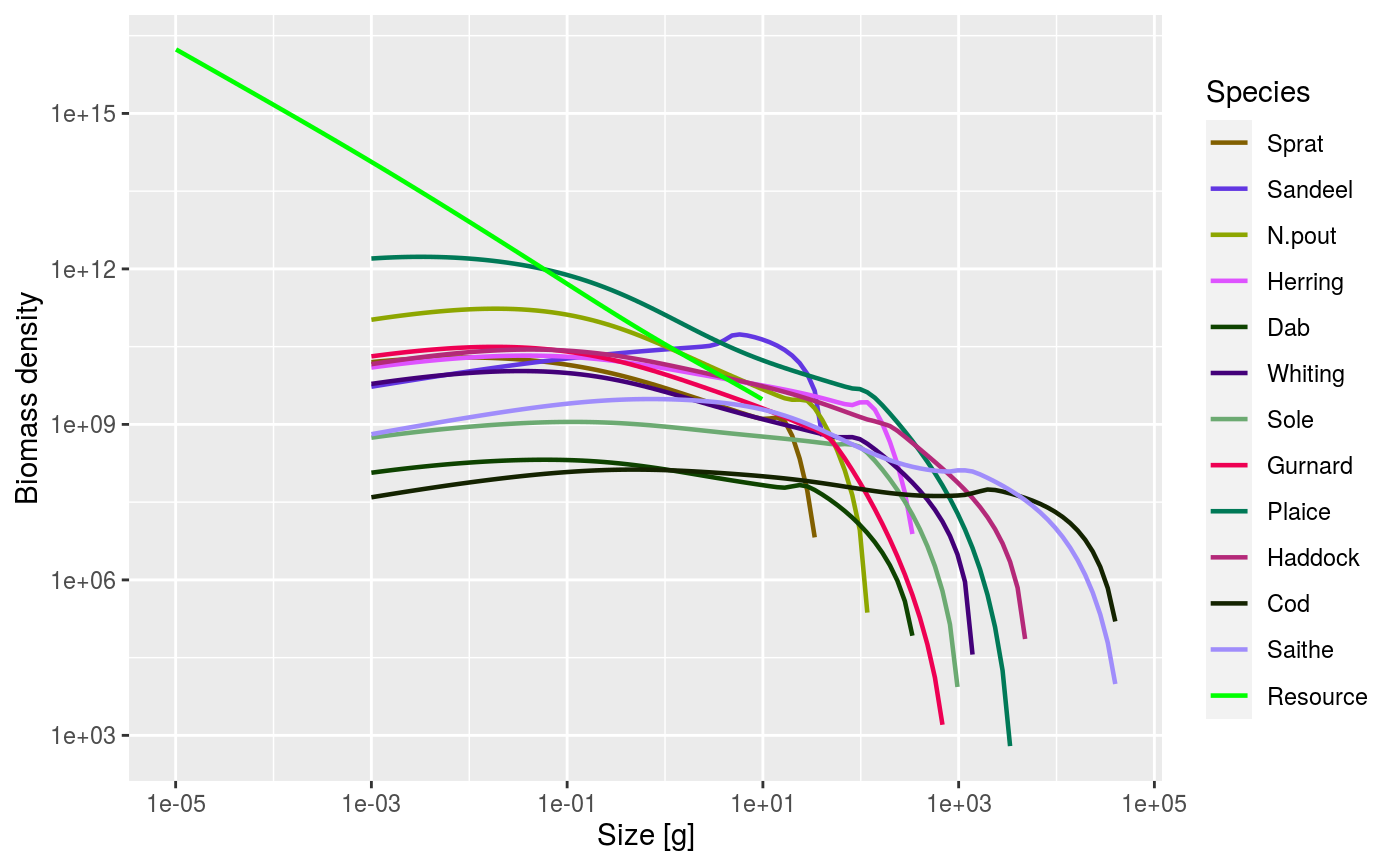 Biomass density
1e+15
1e+12
1e+09
1e+06
1e+03
1e-05
1e-03
1e-01
1e+01
1e+03
1e+05
Size [g]
Species
Sprat
Sandeel
N.pout
Herring
Dab
Whiting
Sole
Gurnard
Plaice
Haddock
Cod
Saithe
Resource